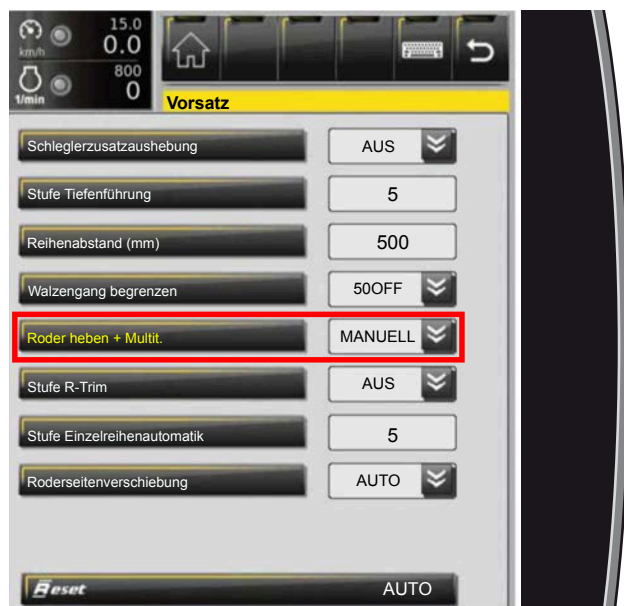 15.0
km/h 0.0
800
1/min 0
Vorsatz
Schleglerzusatzaushebung AUS
Stufe Tiefenführung 5
Reihenabstand (mm) 500
Walzengang begrenzen 50OFF
Roder heben + Multit. MANUELL
Stufe R-Trim AUS
Stufe Einzelreihenautomatik 5
Roderseitenverschiebung AUTO
Reset AUTO